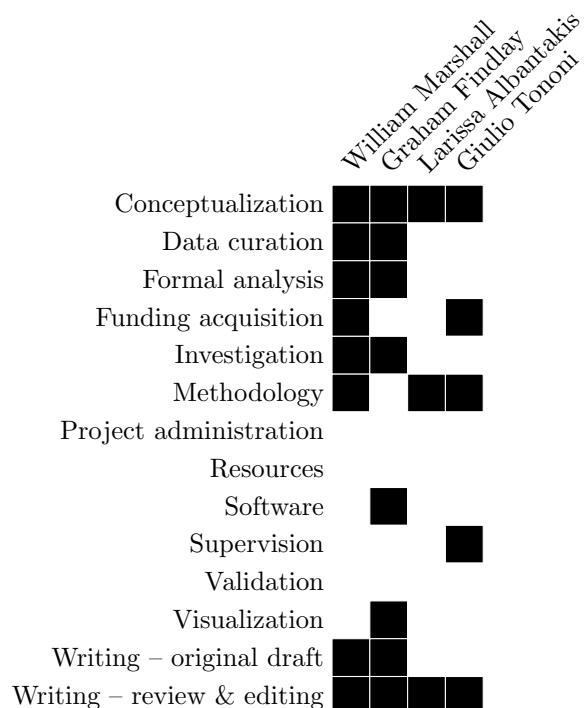 William Marshall
Graham Findlay
Larissa Albantakis
Giulio Tononi
Conceptualization
Data curation
Formal analysis
Funding acquisition
Investigation
Methodology
Project administration
Resources
Software
Supervision
Validation
Visualization
Writing – original draft
Writing – review & editing